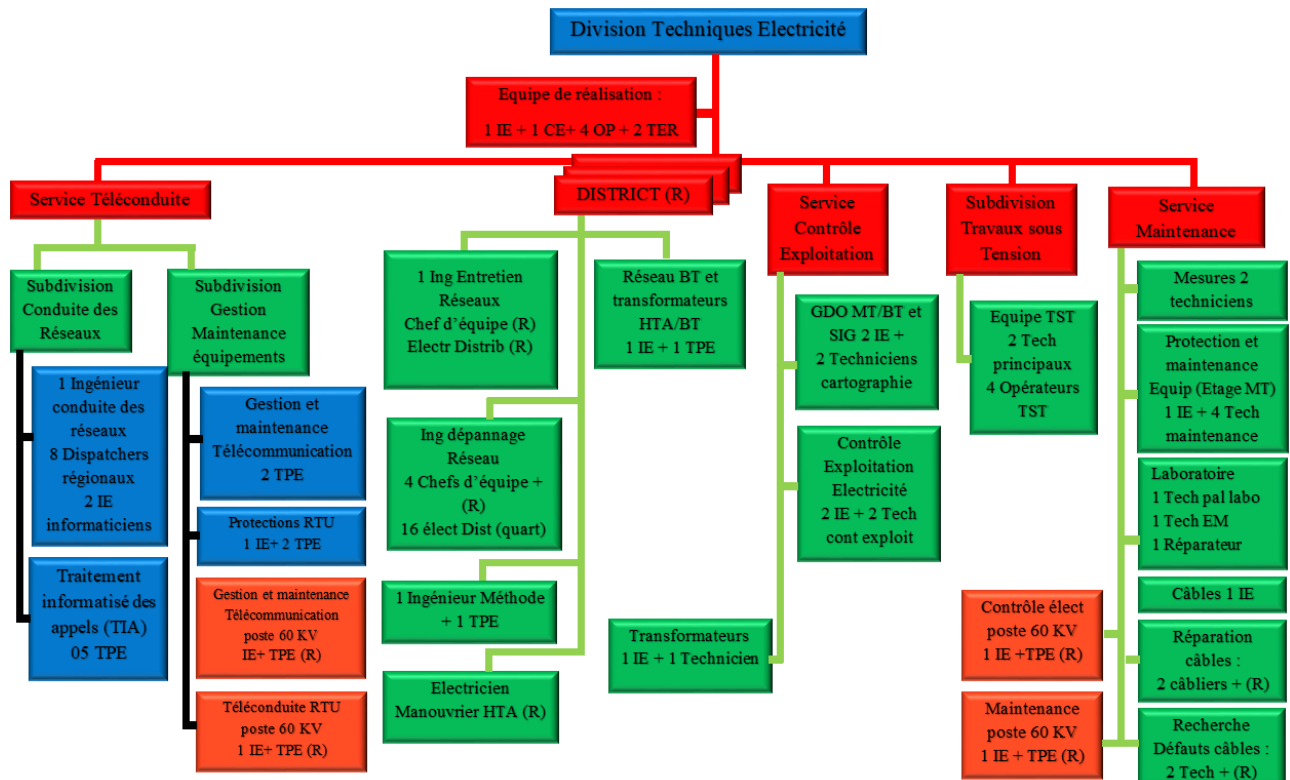 Division Techniques Electricité
Equipe de réalisation :
1 IE + 1 CE+ 4 OP + 2 TER
Service Téléconduite
DISTRICT (R)
Service
Contrôle
Exploitation
Subdivision
Travaux sous
Tension
Service
Maintenance
Subdivision
Conduite des
Réseaux
Subdivision
Gestion
Maintenance
équipements
1 Ingénieur
conduite des
réseaux
8 Dispatchers
régionaux
2 IE
informaticiens
Traitement
informatisé des
appels (TIA)
05 TPE
Gestion et
maintenance
Télécommunication
2 TPE
Protections RTU
1 IE+ 2 TPE
Gestion et maintenance
Télécommunication
poste 60 KV
IE+ TPE (R)
Téléconduite RTU
poste 60 KV
1 IE+ TPE (R)
1 Ing Entretien
Réseaux
Chef d’équipe (R)
Electr Distrib (R)
Réseau BT et
transformateurs
HTA/BT
1 IE + 1 TPE
Ing dépannage
Réseau
4 Chefs d’équipe +
(R)
16 élect Dist (quart)
1 Ingénieur Méthode
+ 1 TPE
Electricien
Manouvrier HTA (R)
GDO MT/BT et
SIG 2 IE +
2 Techniciens
cartographie
Contrôle
Exploitation
Electricité
2 IE + 2 Tech
cont exploit
Transformateurs
1 IE + 1 Technicien
Equipe TST
2 Tech
principaux
4 Opérateurs
TST
Mesures 2
techniciens
Protection et
maintenance
Equip (Etage MT)
1 IE + 4 Tech
maintenance
Laboratoire
1 Tech pal labo
1 Tech EM
1 Réparateur
Câbles 1 IE
Contrôle élect
poste 60 KV
1 IE +TPE (R)
Réparation
câbles :
2 câbliers + (R)
Maintenance
poste 60 KV
1 IE + TPE (R)
Recherche
Défauts câbles :
2 Tech + (R)